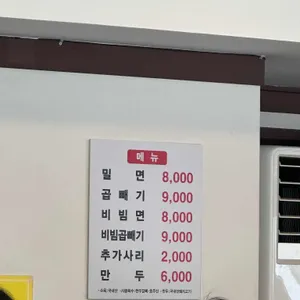 메뉴
밀 면 8,000
곱 빼 기 9,000
비 빔 면 8,000
비빔곱빼기 9,000
추가사리 2,000
만 두 6,000